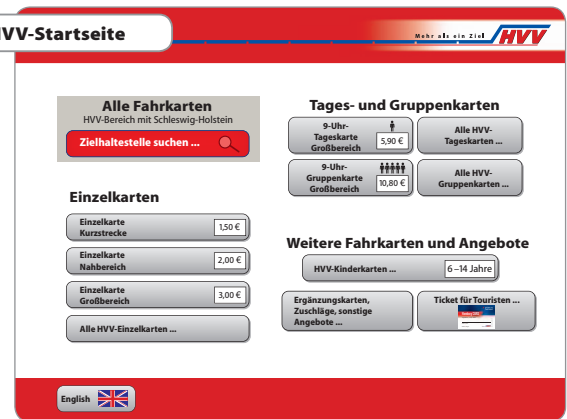 VV-Startseite
Mehr als ein Ziel HVV
Alle Fahrkarten
HVV-Bereich mit Schleswig-Holstein
Zielhaltestelle suchen ...
Einzelkarten
Einzelkarte
Kurzstrecke
1,50 €
Einzelkarte
Nahbereich
2,00 €
Einzelkarte
Großbereich
3,00 €
Alle HVV-Einzelkarten ...
Tages- und Gruppenkarten
9-Uhr-
Tageskarte
Großbereich
5,90 €
Alle HVV-
Tageskarten ...
9-Uhr-
Gruppenkarte
Großbereich
10,80 €
Alle HVV-
Gruppenkarten ...
Weitere Fahrkarten und Angebote
HVV-Kinderkarten ...
6–14 Jahre
Ergänzungskarten,
Zuschläge, sonstige
Angebote ...
Ticket für Touristen ...
English